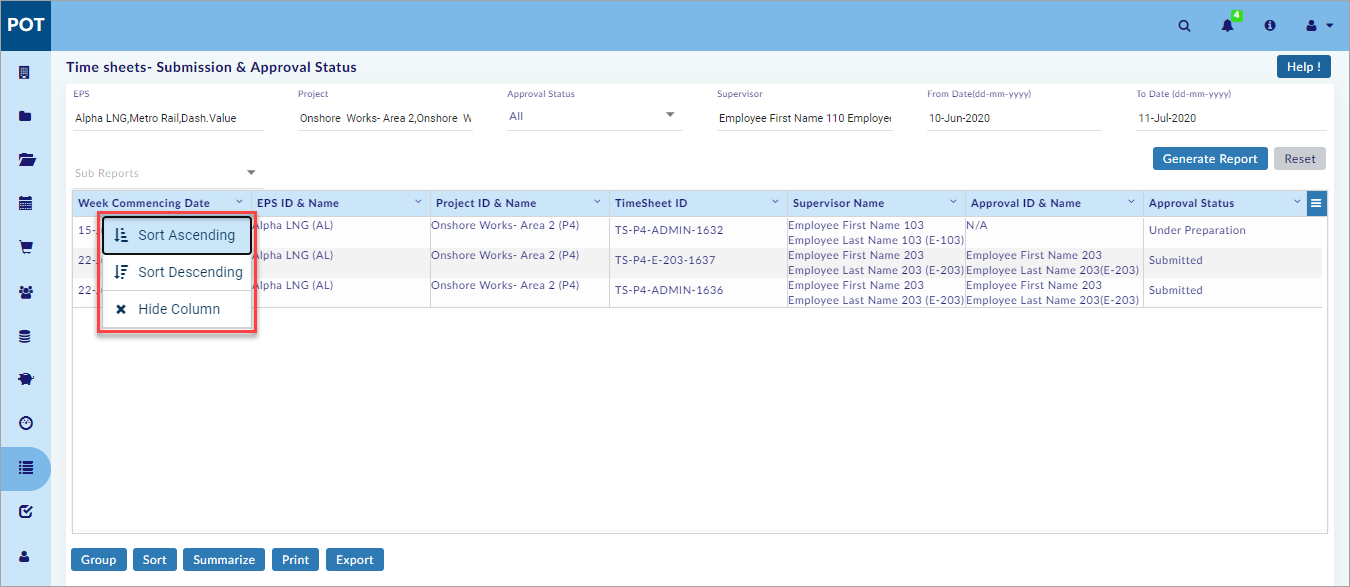 POT
4
Time sheets- Submission & Approval Status
Help !
EPS
Project
Approval Status
Supervisor
From Date(dd-mm-yyyy)
To Date (dd-mm-yyyy)
Alpha LNG,Metro Rail,Dash.Value
Onshore Works- Area 2,Onshore W
All
Employee First Name 110 Employee
10-Jun-2020
11-Jul-2020
Generate Report
Reset
Sub Reports
Week Commencing Date
EPS ID & Name
Project ID & Name
TimeSheet ID
Supervisor Name
Approval ID & Name
Approval Status
15-
Alpha LNG (AL)
Onshore Works- Area 2 (P4)
TS-P4-ADMIN-1632
Employee First Name 103
Employee Last Name 103 (E-103)
N/A
Under Preparation
22-
Alpha LNG (AL)
Onshore Works- Area 2 (P4)
TS-P4-E-203-1637
Employee First Name 203
Employee Last Name 203 (E-203)
Employee First Name 203
Employee Last Name 203(E-203)
Submitted
22-
Alpha LNG (AL)
Onshore Works- Area 2 (P4)
TS-P4-ADMIN-1636
Employee First Name 203
Employee Last Name 203 (E-203)
Employee First Name 203
Employee Last Name 203(E-203)
Submitted
Sort Ascending
Sort Descending
Hide Column
Group
Sort
Summarize
Print
Export